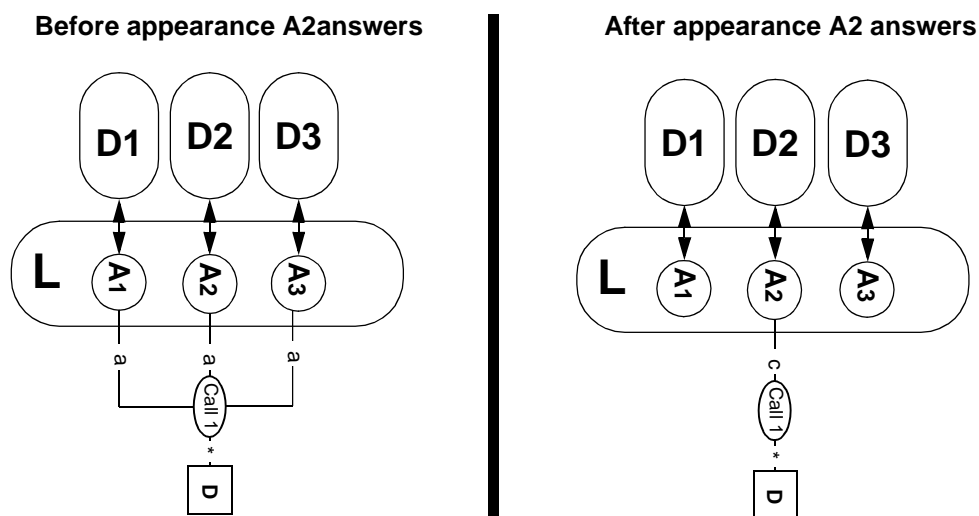 Before appearance A2answers
D1 D2 D3
L A1 A2 A3
a a a
Call 1
*
D
After appearance A2 answers
D1 D2 D3
L A1 A2 A3
c
Call 1
*
D